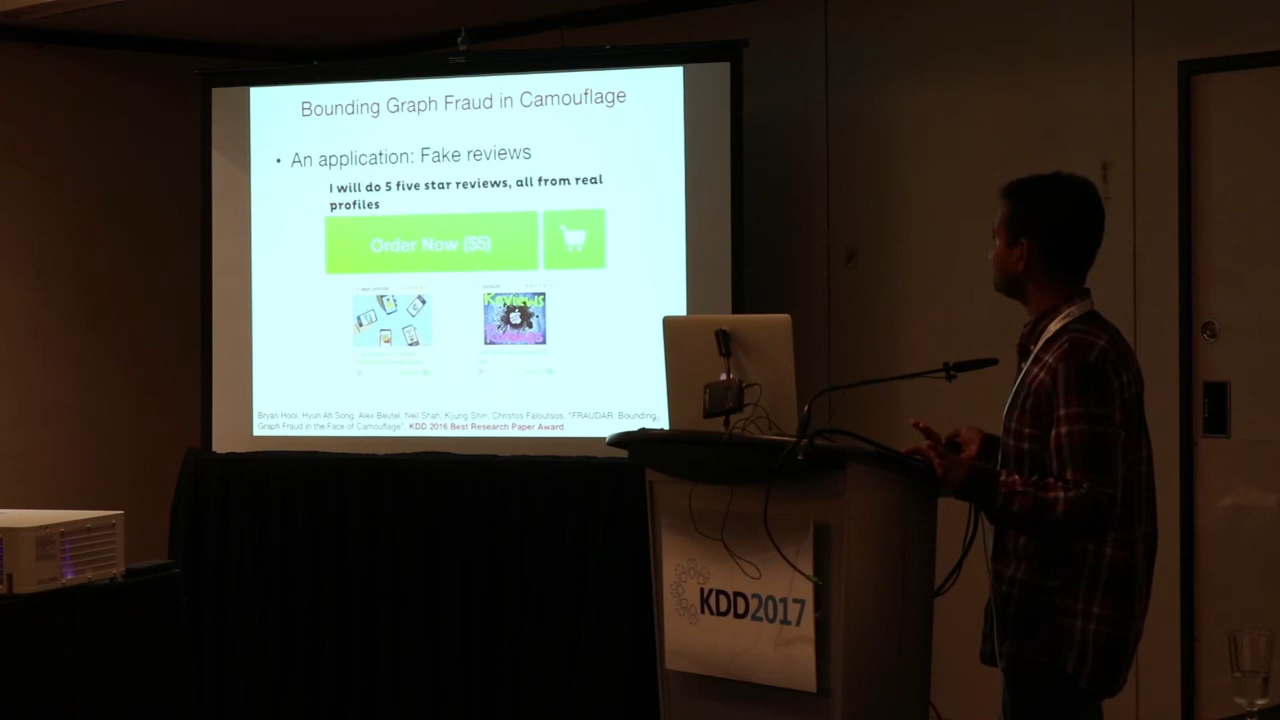 Bounding Graph Fraud in Camouflage
• An application: Fake reviews
I will do 5 five star reviews, all from real
profiles
Order Now ($5)
Reviews
Bryan Hooi, Hyun Ah Song, Alex Beutel, Neil Shah, Kijung Shin, Christos Faloutsos. "FRAUDAR: Bounding
Graph Fraud in the Face of Camouflage". KDD 2016 Best Research Paper Award.
KDD2017